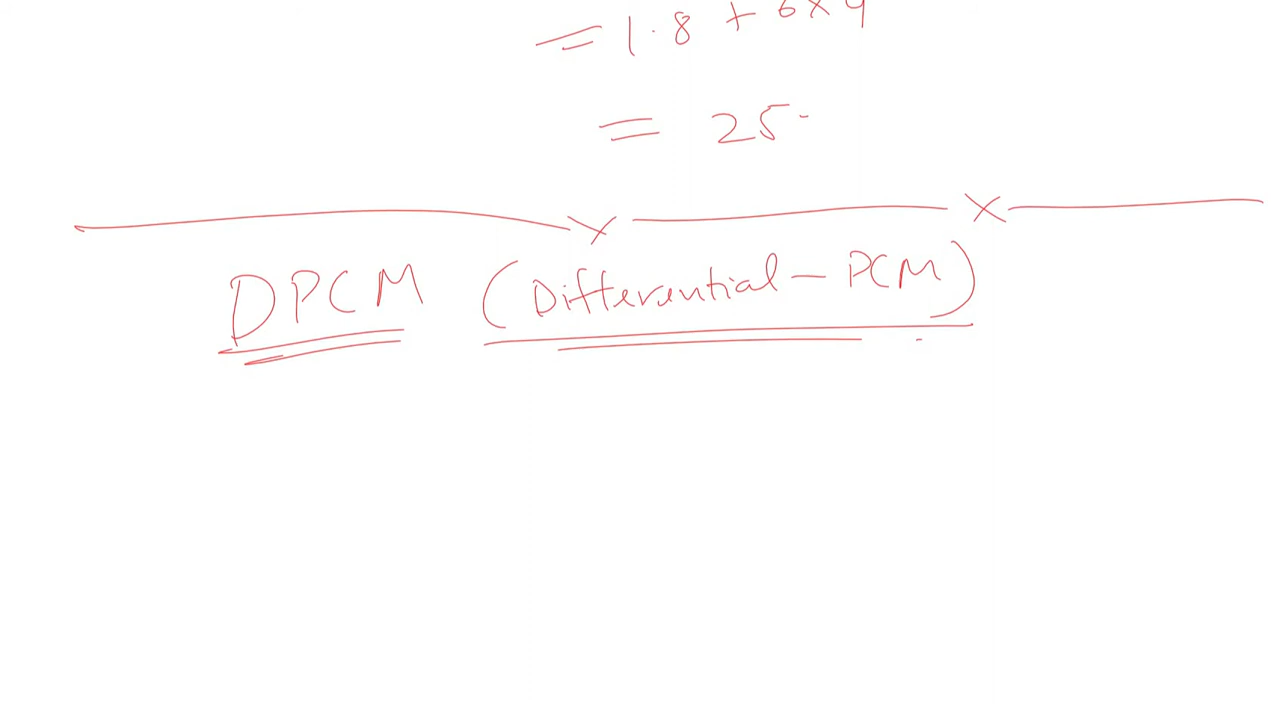 = 1.8 + 6 x 4
= 25.
DPCM (Differential - PCM)